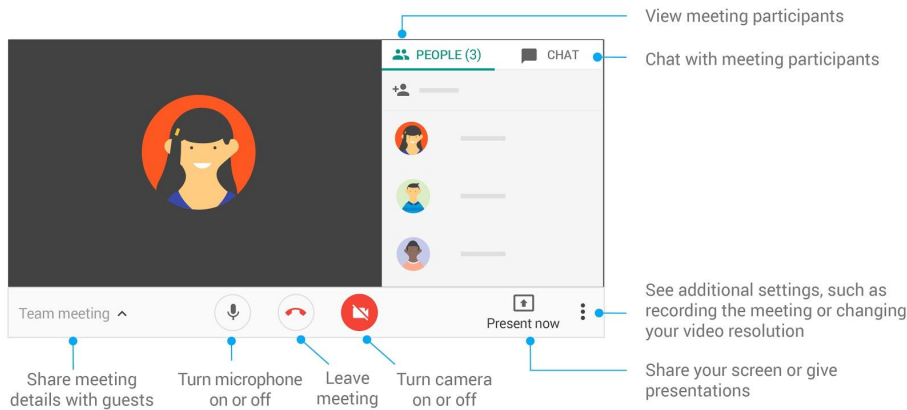 View meeting participants
PEOPLE (3)
CHAT
Chat with meeting participants
Team meeting
Present now
See additional settings, such as
recording the meeting or changing
your video resolution
Share meeting
details with guests
Turn microphone
on or off
Leave
meeting
Turn camera
on or off
Share your screen or give
presentations